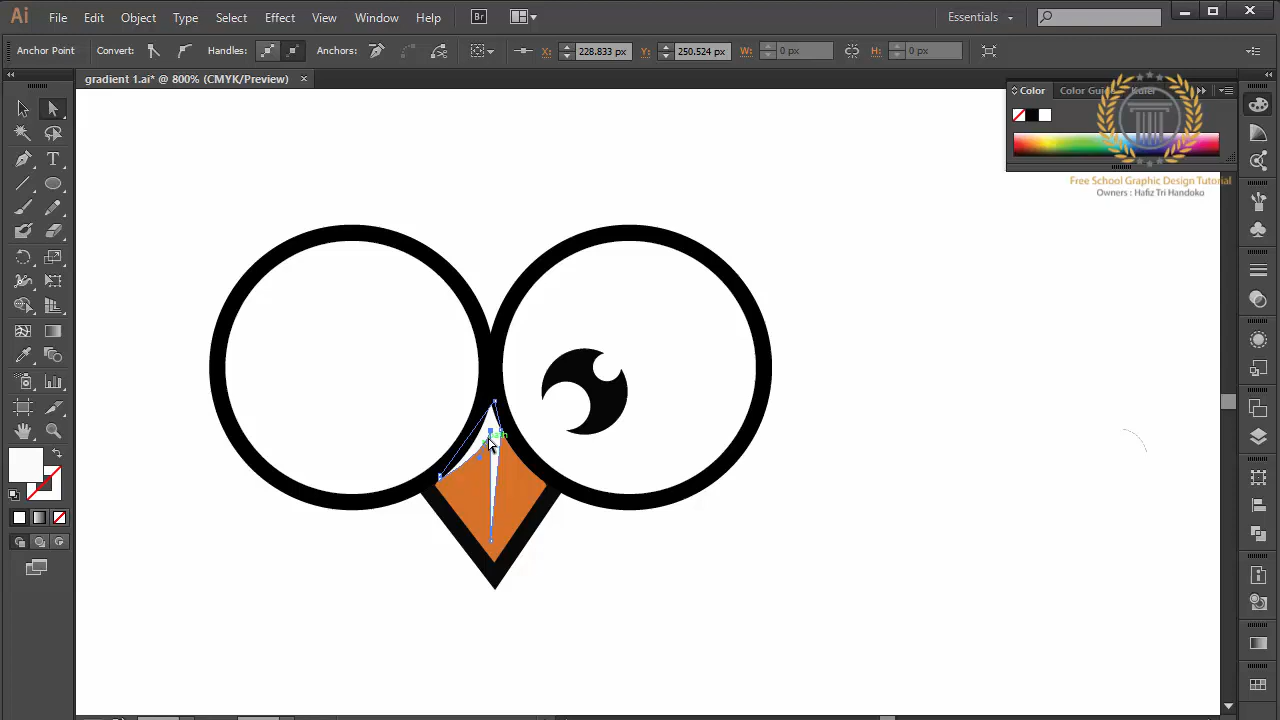 Ai File Edit Object Type Select Effect View Window Help Br Essentials
Anchor Point Convert: Handles: Anchors: X: 228.833 px Y: 250.524 px W: 0 px H: 0 px
gradient 1.ai* @ 800% (CMYK/Preview)
Color Color Guide Kuler
Free School Graphic Design Tutorial
Owners : Hafiz Tri Handoko